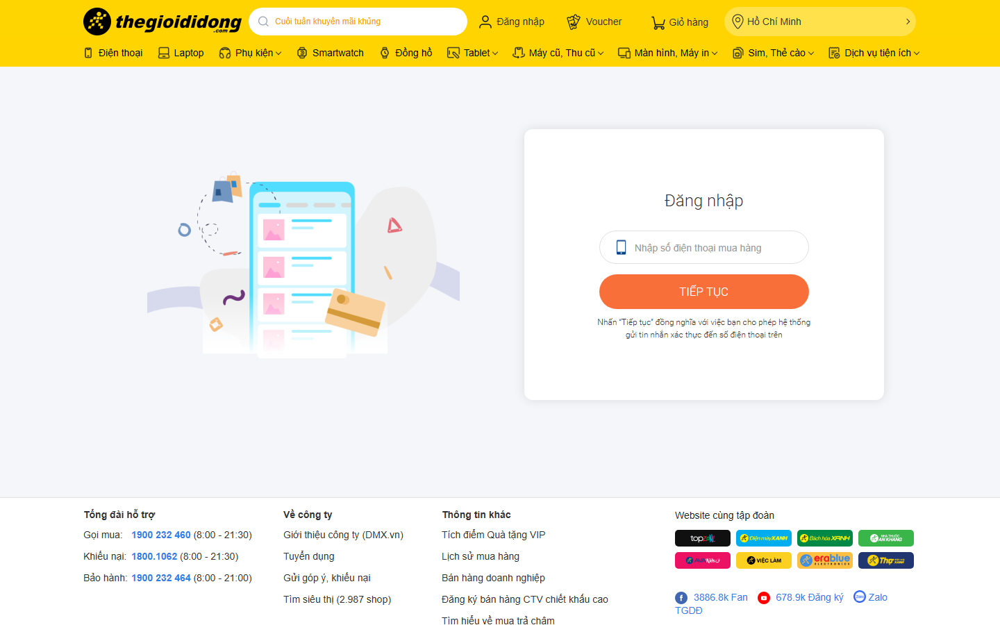 thegioididong
.com
Cuối tuần khuyến mãi khủng
Đăng nhập
Voucher
Giỏ hàng
Hồ Chí Minh
Điện thoại
Laptop
Phụ kiện
Smartwatch
Đồng hồ
Tablet
Máy cũ, Thu cũ
Màn hình, Máy in
Sim, Thẻ cào
Dịch vụ tiện ích
Đăng nhập
Nhập số điện thoại mua hàng
TIẾP TỤC
Nhấn “Tiếp tục” đồng nghĩa với việc bạn cho phép hệ thống
gửi tin nhắn xác thực đến số điện thoại trên
Tổng đài hỗ trợ
Gọi mua: 1900 232 460 (8:00 - 21:30)
Khiếu nại: 1800.1062 (8:00 - 21:30)
Bảo hành: 1900 232 464 (8:00 - 21:00)
Về công ty
Giới thiệu công ty (DMX.vn)
Tuyển dụng
Gửi góp ý, khiếu nại
Tìm siêu thị (2.987 shop)
Thông tin khác
Tích điểm Quà tặng VIP
Lịch sử mua hàng
Bán hàng doanh nghiệp
Đăng ký bán hàng CTV chiết khấu cao
Tìm hiểu về mua trả chậm
Website cùng tập đoàn
topZONE
Điện máy XANH
Bách hóa XANH
NHÀ THUỐC
AN KHANG
AVAKids
VIỆC LÀM
erablue
ELECTRONICS
Thợ
3886.8k Fan
678.9k Đăng ký
Zalo
Zalo
TGDĐ